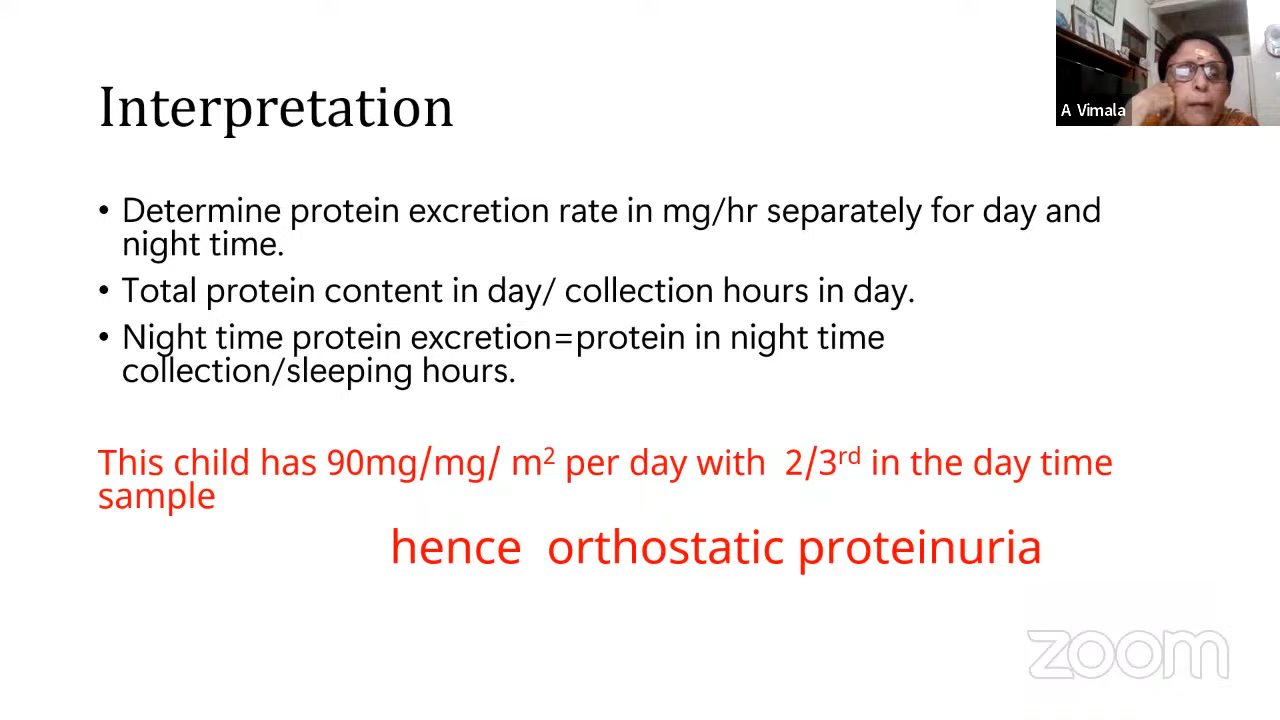 Interpretation
A Vimala
• Determine protein excretion rate in mg/hr separately for day and
night time.
• Total protein content in day/ collection hours in day.
• Night time protein excretion=protein in night time
collection/sleeping hours.
This child has 90mg/mg/ m² per day with 2/3ʳᵈ in the day time
sample
hence orthostatic proteinuria
zoom